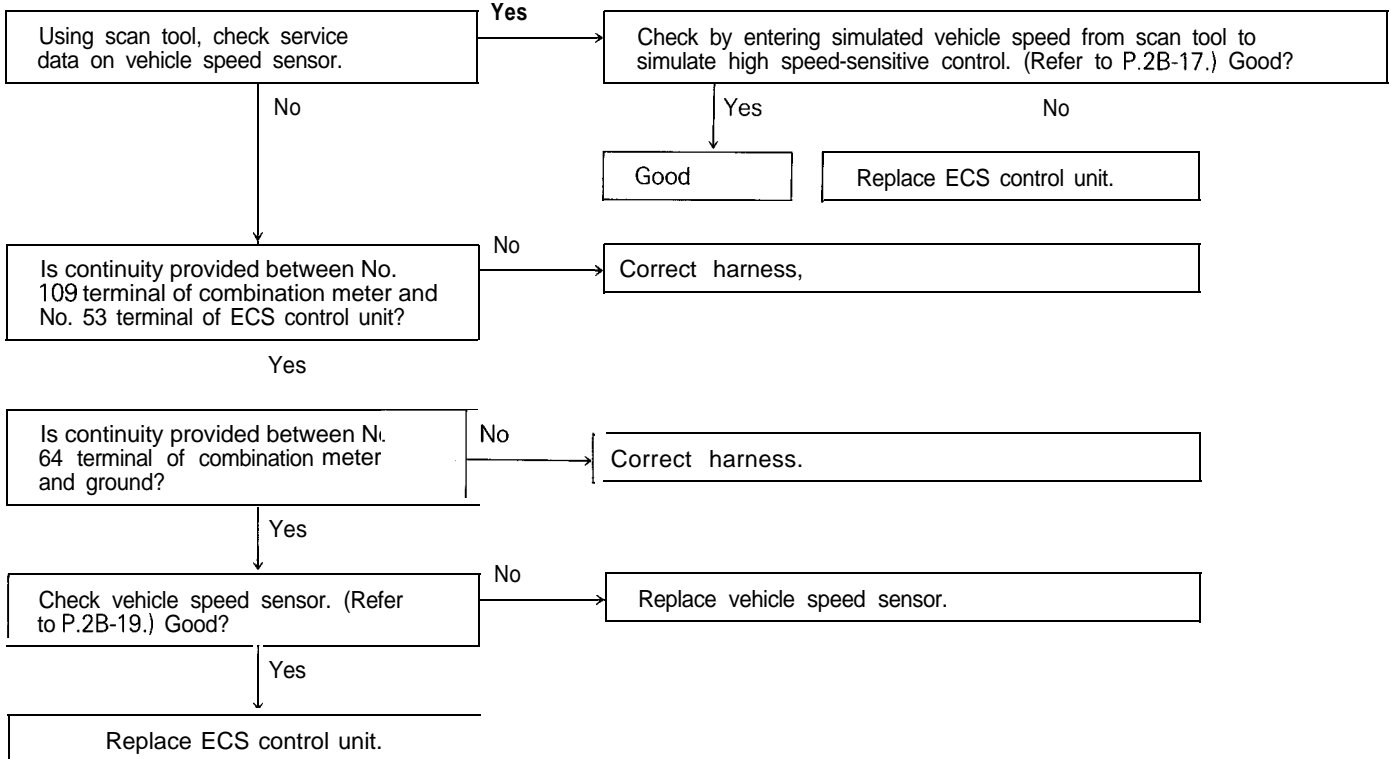 Yes
Using scan tool, check service
data on vehicle speed sensor.
Check by entering simulated vehicle speed from scan tool to
simulate high speed-sensitive control. (Refer to P.2B-17.) Good?
No
Yes
No
Good
Replace ECS control unit.
Is continuity provided between No.
109 terminal of combination meter and
No. 53 terminal of ECS control unit?
No
Correct harness,
Yes
Is continuity provided between N
64 terminal of combination meter
and ground?
No
Correct harness.
Yes
Check vehicle speed sensor. (Refer
to P.2B-19.) Good?
No
Replace vehicle speed sensor.
Yes
Replace ECS control unit.